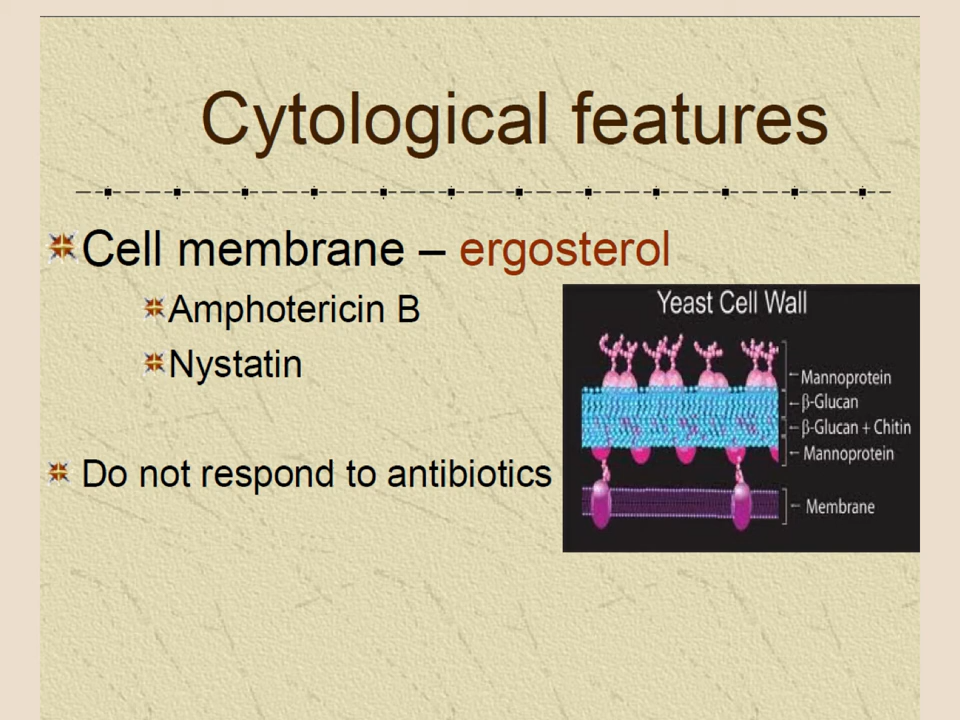 Cytological features
Cell membrane – ergosterol
Amphotericin B
Nystatin
Do not respond to antibiotics
Yeast Cell Wall
Mannoprotein
β-Glucan
β-Glucan + Chitin
Mannoprotein
Membrane